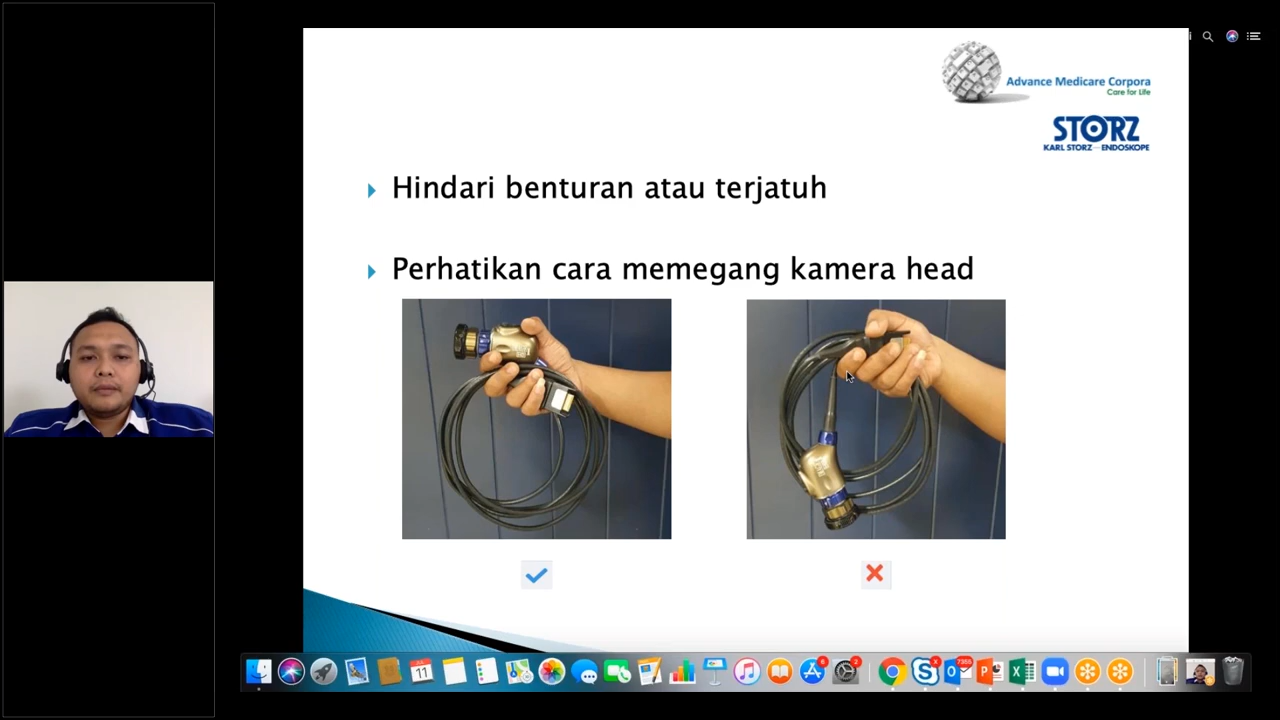 Advance Medicare Corpora
Care for Life
STORZ
KARL STORZ—ENDOSKOPE
Hindari benturan atau terjatuh
Perhatikan cara memegang kamera head
11